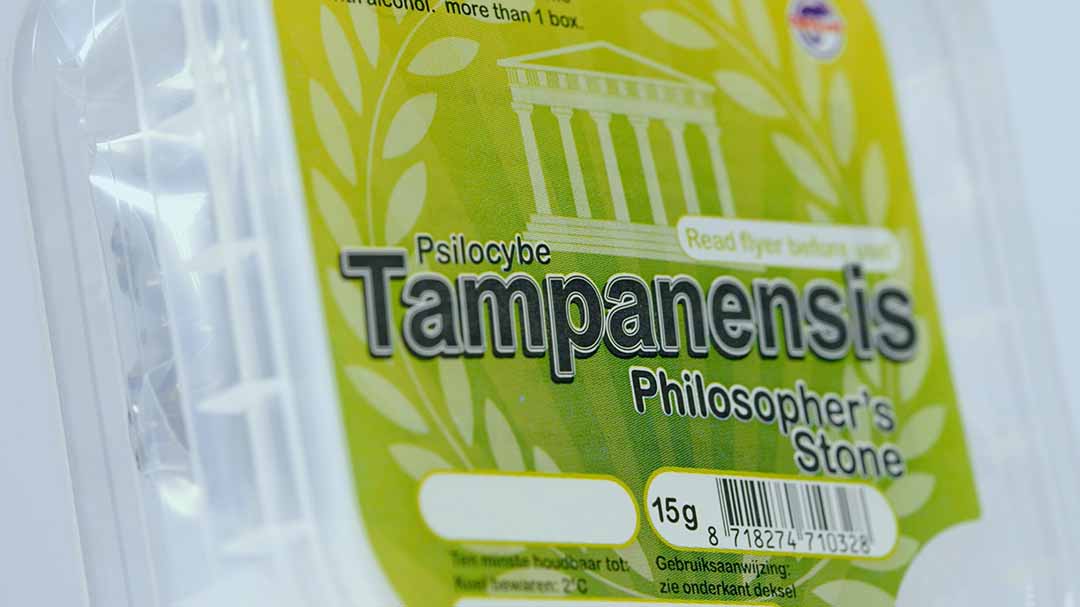 with alcohol. more than 1 box.
Read flyer before use!
Psilocybe
Tampanensis
Philosopher's
Stone
15g
8 718274 710328
Ten minste houdbaar tot:
Koel bewaren: 2°C
Gebruiksaanwijzing:
zie onderkant deksel